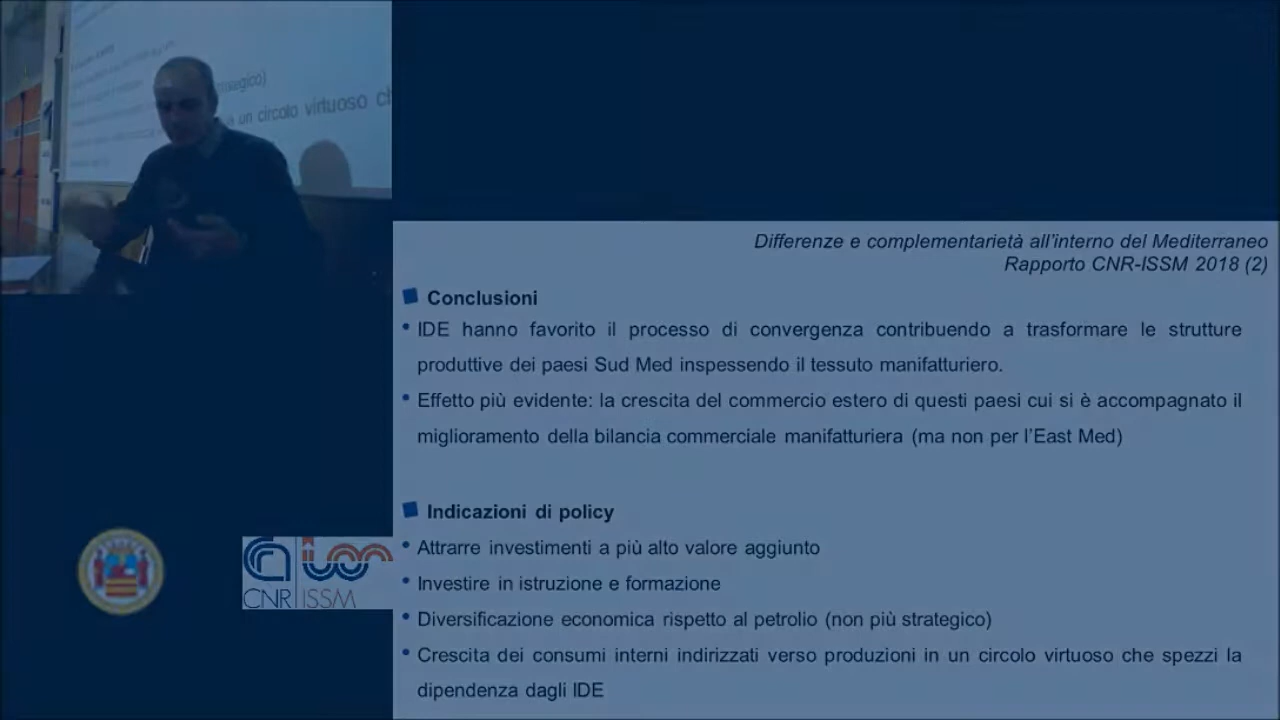 strategico)
un circolo virtuoso ch
Differenze e complementarietà all'interno del Mediterraneo
Rapporto CNR-ISSM 2018 (2)
Conclusioni
IDE hanno favorito il processo di convergenza contribuendo a trasformare le strutture
produttive dei paesi Sud Med inspessendo il tessuto manifatturiero.
Effetto più evidente: la crescita del commercio estero di questi paesi cui si è accompagnato il
miglioramento della bilancia commerciale manifatturiera (ma non per l'East Med)
Indicazioni di policy
Attrarre investimenti a più alto valore aggiunto
Investire in istruzione e formazione
Diversificazione economica rispetto al petrolio (non più strategico)
Crescita dei consumi interni indirizzati verso produzioni in un circolo virtuoso che spezzi la
dipendenza dagli IDE
CNR ISSM